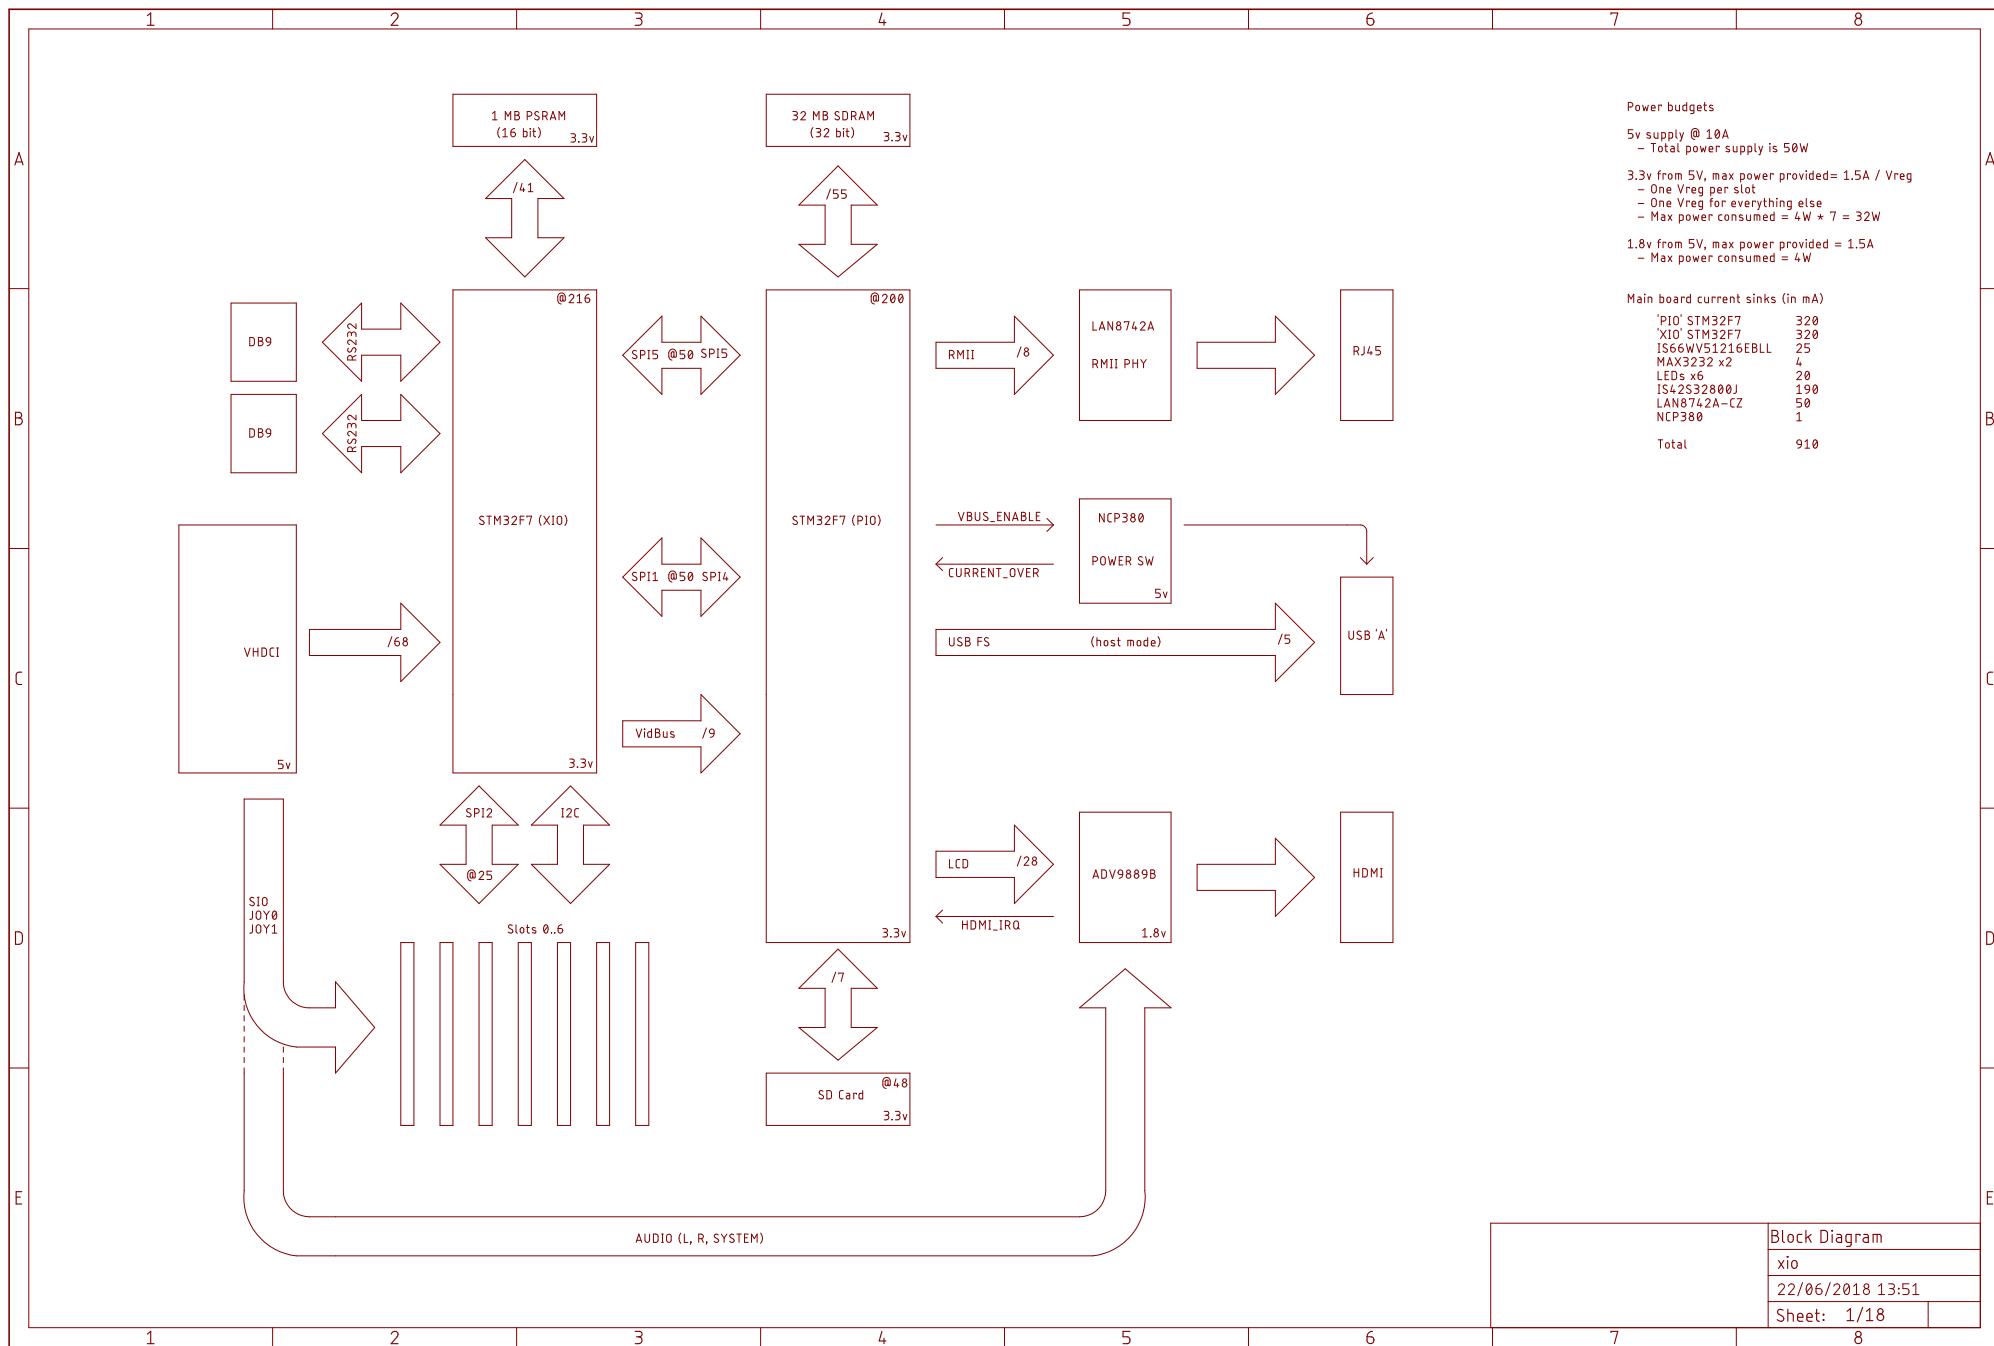 1 2 3 4 5 6 7 8
A A
B B
C C
D D
E E
1 MB PSRAM
(16 bit)
3.3v
/41
32 MB SDRAM
(32 bit)
3.3v
/55
Power budgets
5v supply @ 10A
- Total power supply is 50W
3.3v from 5V, max power provided= 1.5A / Vreg
- One Vreg per slot
- One Vreg for everything else
- Max power consumed = 4W * 7 = 32W
1.8v from 5V, max power provided = 1.5A
- Max power consumed = 4W
Main board current sinks (in mA)
'PIO' STM32F7 320
'XIO' STM32F7 320
IS66WV51216EBLL 25
MAX3232 x2 4
LEDs x6 20
IS42S32800J 190
LAN8742A-CZ 50
NCP380 1
Total 910
DB9
RS232
DB9
RS232
@216
STM32F7 (XIO)
3.3v
SPI5 @50 SPI5
SPI1 @50 SPI4
VidBus /9
@200
STM32F7 (PIO)
3.3v
RMII /8
LAN8742A
RMII PHY
RJ45
VBUS_ENABLE
CURRENT_OVER
NCP380
POWER SW
5v
USB FS (host mode) /5
USB 'A'
VHDCI
5v
/68
SPI2
@25
I2C
LCD /28
HDMI_IRQ
ADV9889B
1.8v
HDMI
SIO
JOY0
JOY1
Slots 0..6
/7
@48
SD Card
3.3v
AUDIO (L, R, SYSTEM)
Block Diagram
xio
22/06/2018 13:51
Sheet: 1/18
1 2 3 4 5 6 7 8